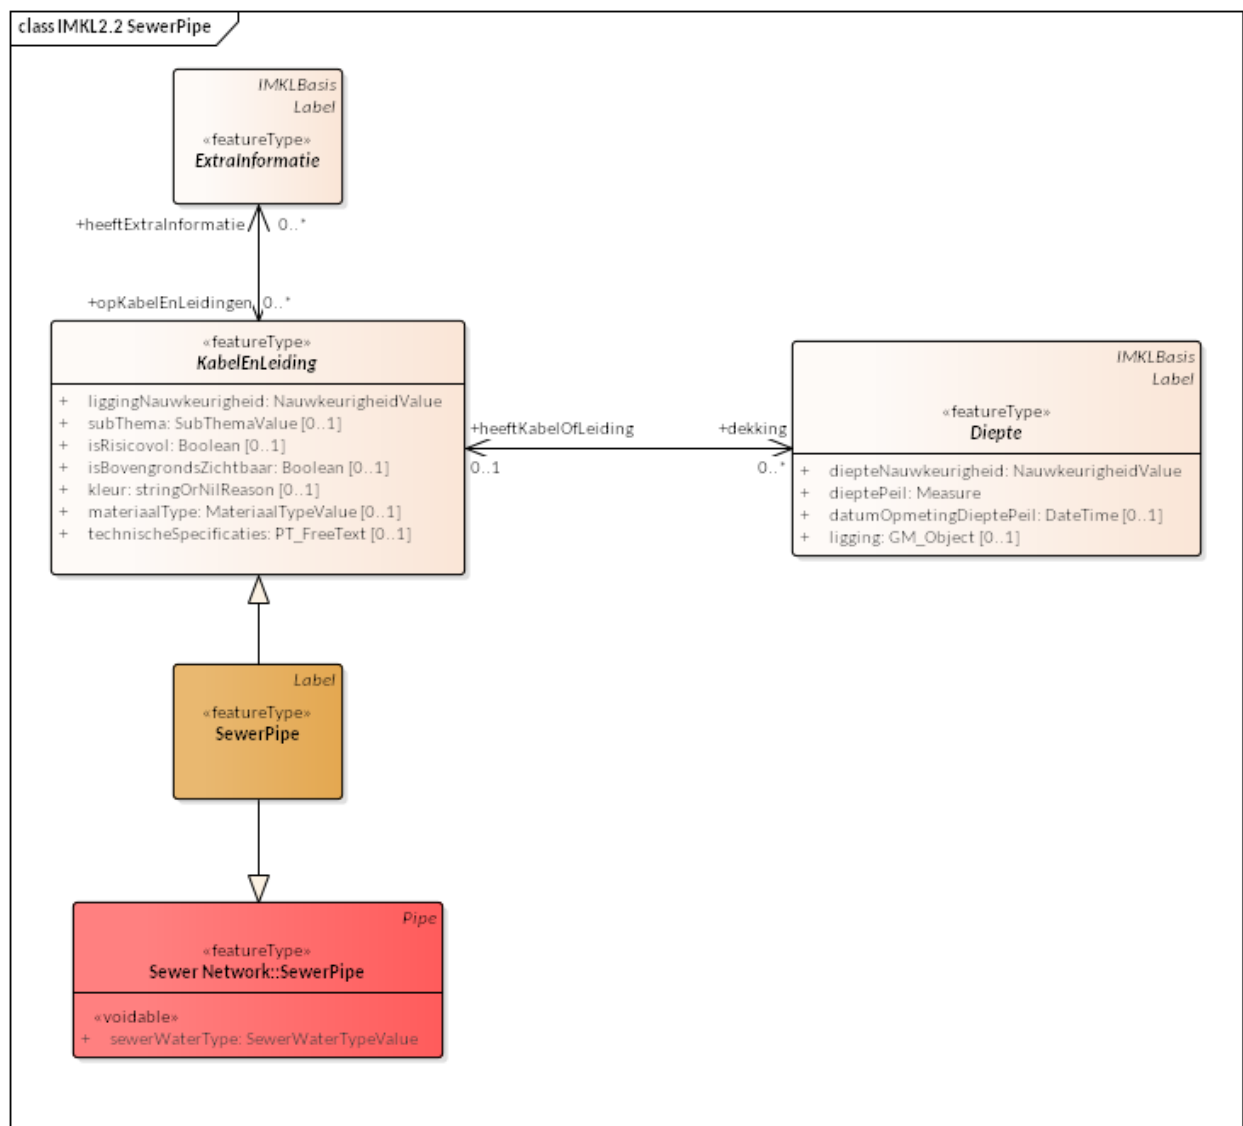 class IMKL2.2 SewerPipe
IMKLBasis
Label
«featureType»
ExtraInformatie
+heeftExtraInformatie
0..*
+opKabelEnLeidingen
0..*
«featureType»
KabelEnLeiding
+ liggingNauwkeurigheid: NauwkeurigheidValue
+ subThema: SubThemaValue [0..1]
+ isRisicovol: Boolean [0..1]
+ isBovengrondsZichtbaar: Boolean [0..1]
+ kleur: stringOrNilReason [0..1]
+ materiaalType: MateriaalTypeValue [0..1]
+ technischeSpecificaties: PT_FreeText [0..1]
+heeftKabelOfLeiding
0..1
+dekking
0..*
IMKLBasis
Label
«featureType»
Diepte
+ diepteNauwkeurigheid: NauwkeurigheidValue
+ dieptePeil: Measure
+ datumOpmetingDieptePeil: DateTime [0..1]
+ ligging: GM_Object [0..1]
Label
«featureType»
SewerPipe
Pipe
«featureType»
Sewer Network::SewerPipe
«voidable»
+ sewerWaterType: SewerWaterTypeValue